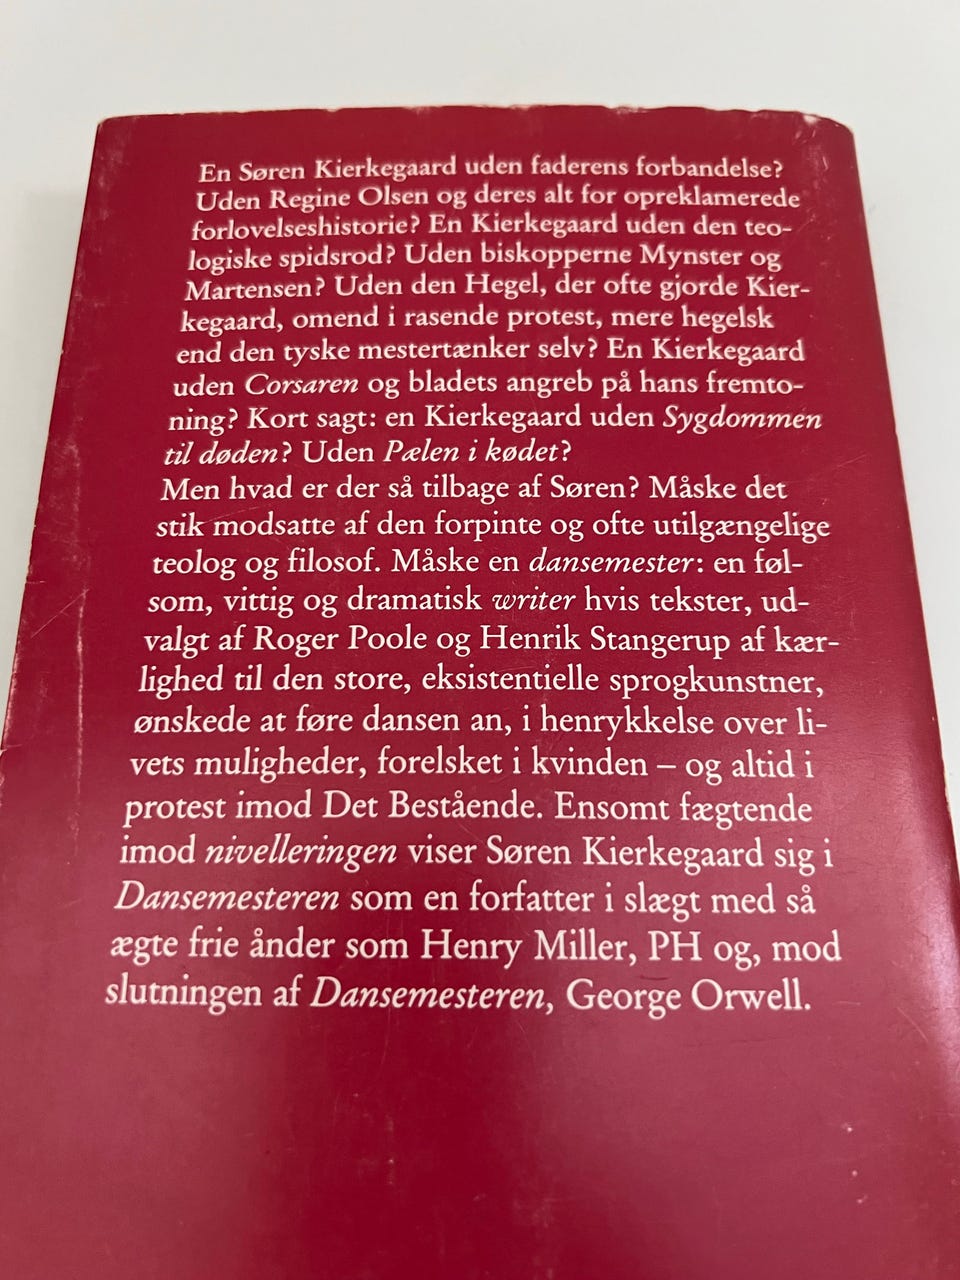 En Søren Kierkegaard uden faderens forbandelse?
Uden Regine Olsen og deres alt for opreklamerede
forlovelseshistorie? En Kierkegaard uden den teo-
logiske spidsrod? Uden biskopperne Mynster og
Martensen? Uden den Hegel, der ofte gjorde Kier-
kegaard, omend i rasende protest, mere hegelsk
end den tyske mestertænker selv? En Kierkegaard
uden Corsaren og bladets angreb på hans fremto-
ning? Kort sagt: en Kierkegaard uden Sygdommen
til døden? Uden Pælen i kødet?
Men hvad er der så tilbage af Søren? Måske det
stik modsatte af den forpinte og ofte utilgængelige
teolog og filosof. Måske en dansemester: en føl-
som, vittig og dramatisk writer hvis tekster, ud-
valgt af Roger Poole og Henrik Stangerup af kær-
lighed til den store, eksistentielle sprogkunstner,
ønskede at føre dansen an, i henrykkelse over li-
vets muligheder, forelsket i kvinden – og altid i
protest imod Det Bestående. Ensomt fægtende
imod nivelleringen viser Søren Kierkegaard sig i
Dansemesteren som en forfatter i slægt med så
ægte frie ånder som Henry Miller, PH og, mod
slutningen af Dansemesteren, George Orwell.